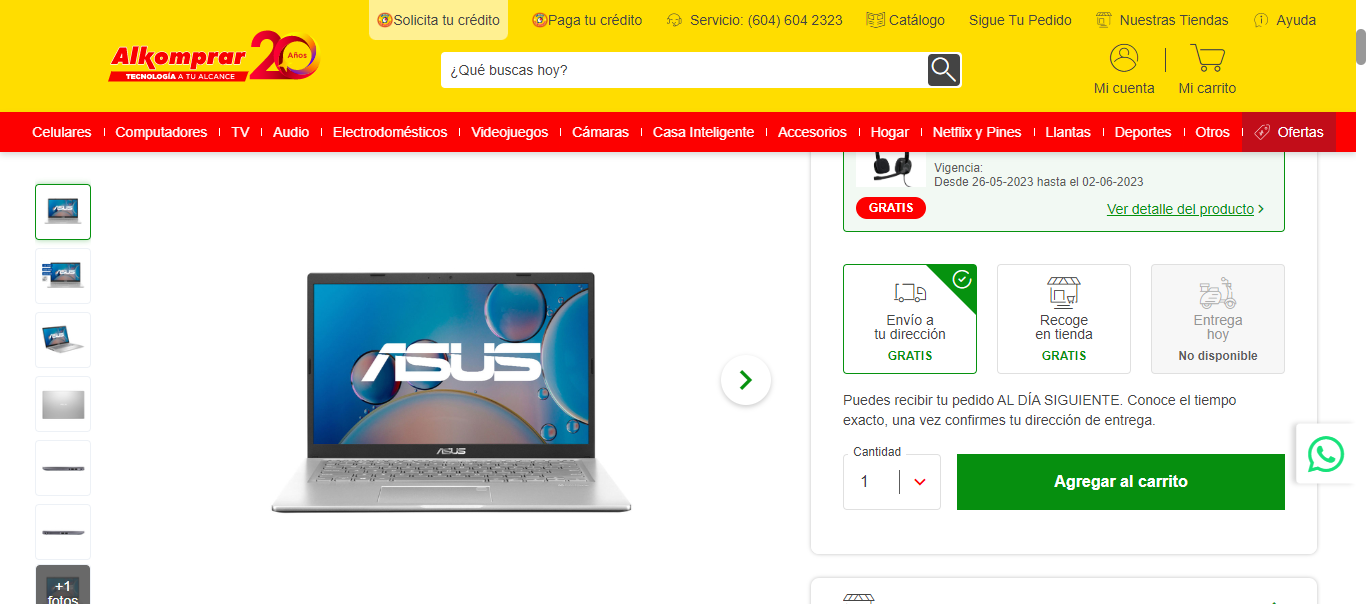 Solicita tu crédito
Paga tu crédito
Servicio: (604) 604 2323
Catálogo
Sigue Tu Pedido
Nuestras Tiendas
Ayuda
Alkomprar 20 Años
TECNOLOGÍA A TU ALCANCE
¿Qué buscas hoy?
Mi cuenta
Mi carrito
Celulares
Computadores
TV
Audio
Electrodomésticos
Videojuegos
Cámaras
Casa Inteligente
Accesorios
Hogar
Netflix y Pines
Llantas
Deportes
Otros
Ofertas
+1
fotos
ASUS
ASUS
Vigencia:
Desde 26-05-2023 hasta el 02-06-2023
GRATIS
Ver detalle del producto
Envío a
tu dirección
GRATIS
Recoge
en tienda
GRATIS
Entrega
hoy
No disponible
Puedes recibir tu pedido AL DÍA SIGUIENTE. Conoce el tiempo
exacto, una vez confirmes tu dirección de entrega.
Cantidad
1
Agregar al carrito